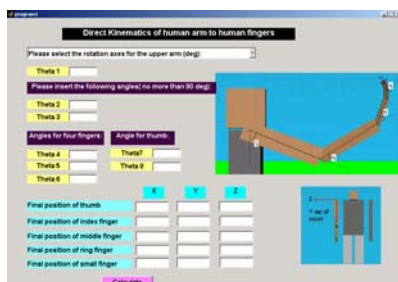 Direct Kinematics of human arm to human fingers
Please select the rotation axes for the upper arm (deg):
Theta 1
Please insert the following angles( no more than 90 deg):
Theta 2
Theta 3
Angles for four fingers: Angle for thumb:
Theta 4 Theta7
Theta 5 Theta 8
Theta 6
X Y Z
Final position of thumb
Final position of index finger
Final position of middle finger
Final position of ring finger
Final position of small finger
Z
Y out of
Calculate